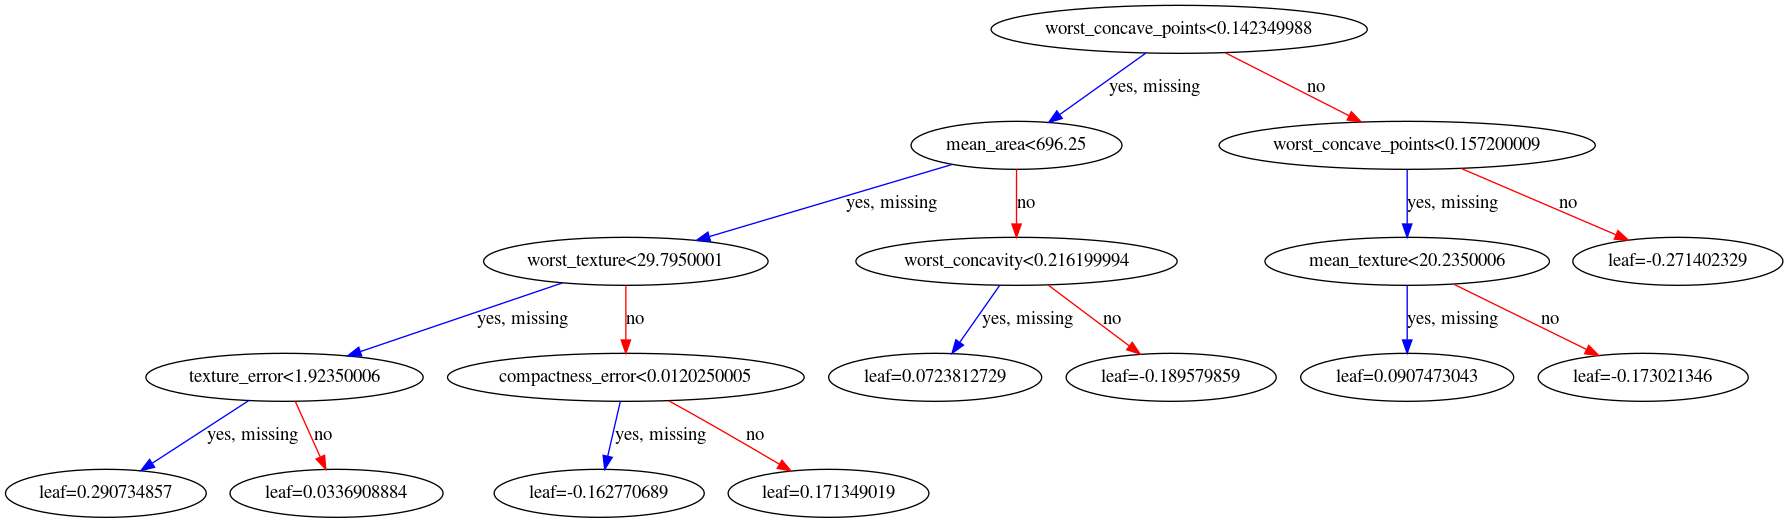 worst_concave_points<0.142349988
yes, missing
no
mean_area<696.25
worst_concave_points<0.157200009
yes, missing
no
yes, missing
no
worst_texture<29.7950001
worst_concavity<0.216199994
mean_texture<20.2350006
leaf=-0.271402329
yes, missing
no
yes, missing
no
yes, missing
no
texture_error<1.92350006
compactness_error<0.0120250005
leaf=0.0723812729
leaf=-0.189579859
leaf=0.0907473043
leaf=-0.173021346
yes, missing
no
yes, missing
no
leaf=0.290734857
leaf=0.0336908884
leaf=-0.162770689
leaf=0.171349019